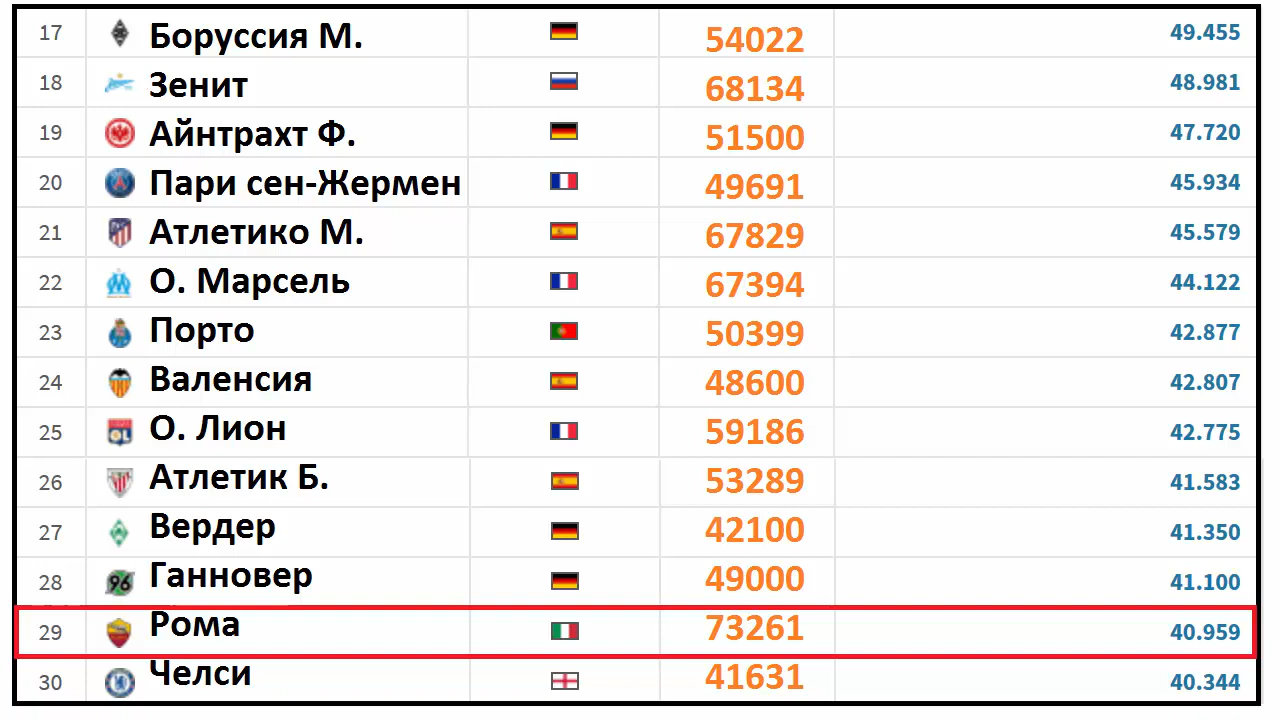 17 Боруссия М. 54022 49.455
18 Зенит 68134 48.981
19 Айнтрахт Ф. 51500 47.720
20 Пари сен-Жермен 49691 45.934
21 Атлетико М. 67829 45.579
22 О. Марсель 67394 44.122
23 Порто 50399 42.877
24 Валенсия 48600 42.807
25 О. Лион 59186 42.775
26 Атлетик Б. 53289 41.583
27 Вердер 42100 41.350
28 96 Ганновер 49000 41.100
29 Рома 73261 40.959
30 Челси 41631 40.344